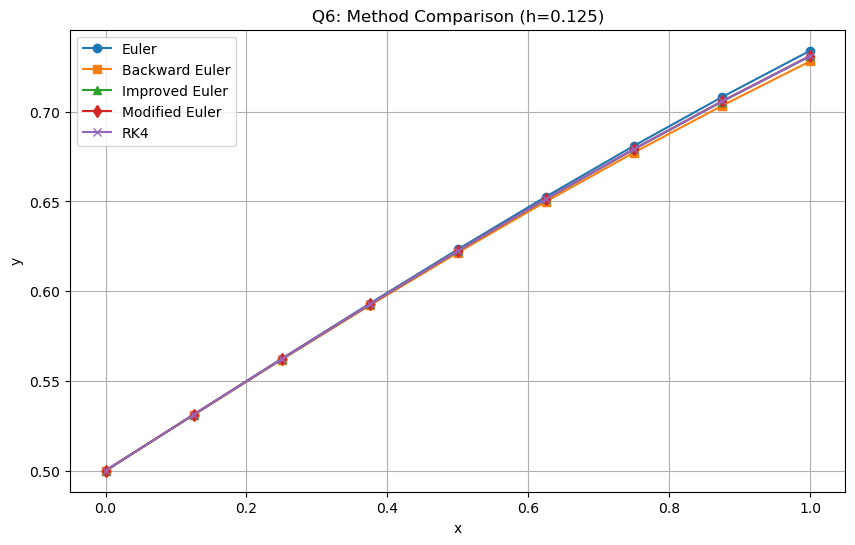 Q6: Method Comparison (h=0.125)
Euler
Backward Euler
Improved Euler
Modified Euler
RK4
0.70
0.65
0.60
0.55
0.50
y
0.0
0.2
0.4
0.6
0.8
1.0
x